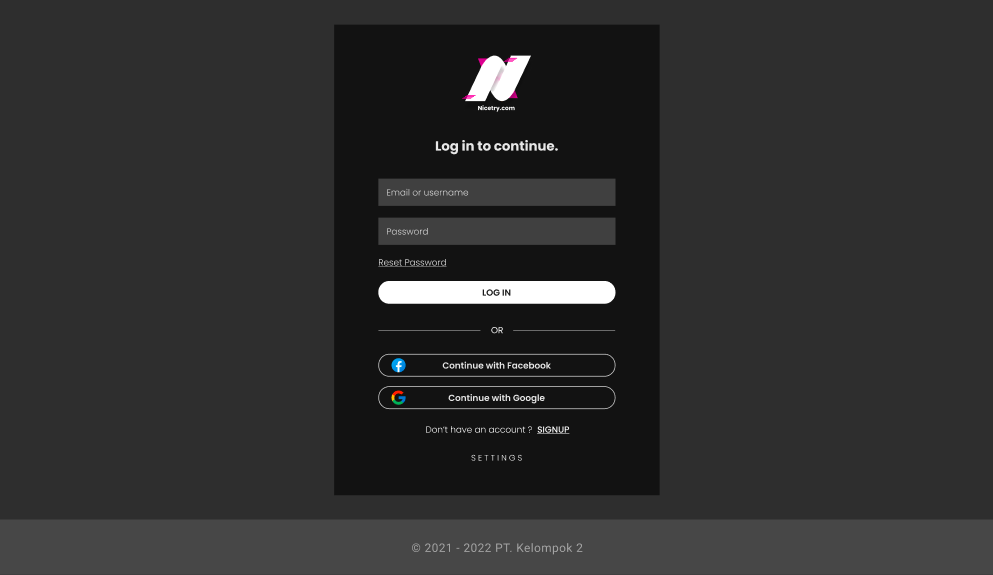 Nicetry.com
Log in to continue.
Email or username
Password
Reset Password
LOG IN
OR
Continue with Facebook
Continue with Google
Don't have an account ? SIGNUP
SETTINGS
© 2021 - 2022 PT. Kelompok 2